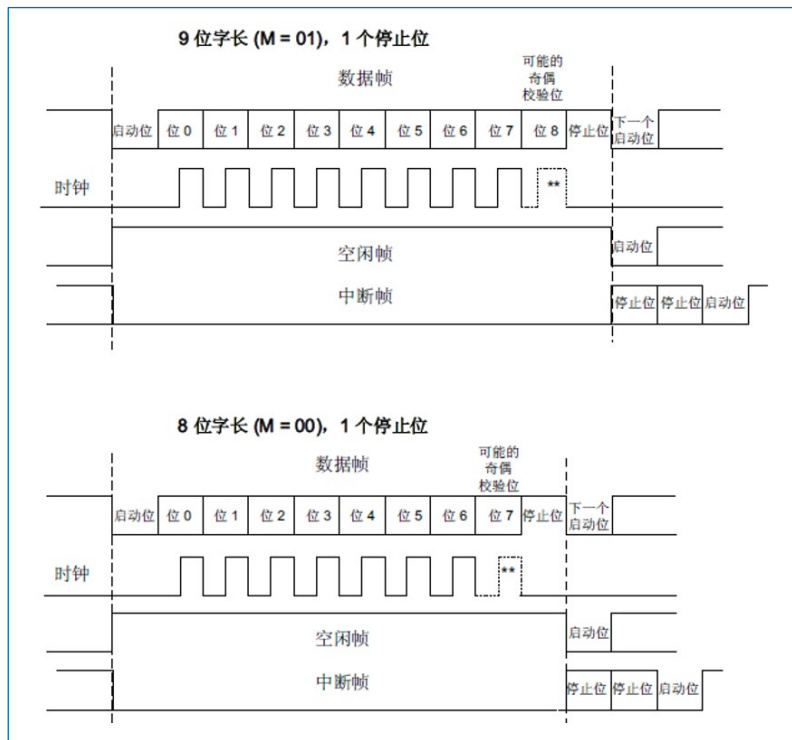 9 位字长 (M = 01)，1 个停止位
数据帧
可能的
奇偶
校验位
启动位 位 0 位 1 位 2 位 3 位 4 位 5 位 6 位 7 位 8 停止位 下一个
启动位
时钟
**
空闲帧
启动位
中断帧
停止位 停止位 启动位
8 位字长 (M = 00)，1 个停止位
数据帧
可能的
奇偶
校验位
启动位 位 0 位 1 位 2 位 3 位 4 位 5 位 6 位 7 停止位 下一个
启动位
时钟
**
空闲帧
启动位
中断帧
停止位 停止位 启动位